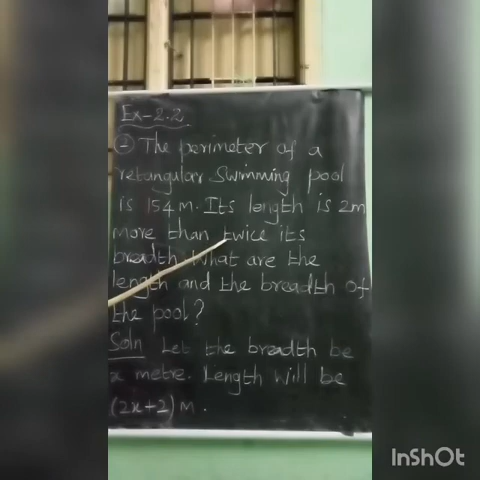 Ex-2.2
② The perimeter of a
retangular swimming pool
is 154 m. Its length is 2m
more than twice its
breadth. What are the
length and the breadth of
the pool?
Soln Let the breadth be
x metre. Length will be
(2x+2) m.
InShOt